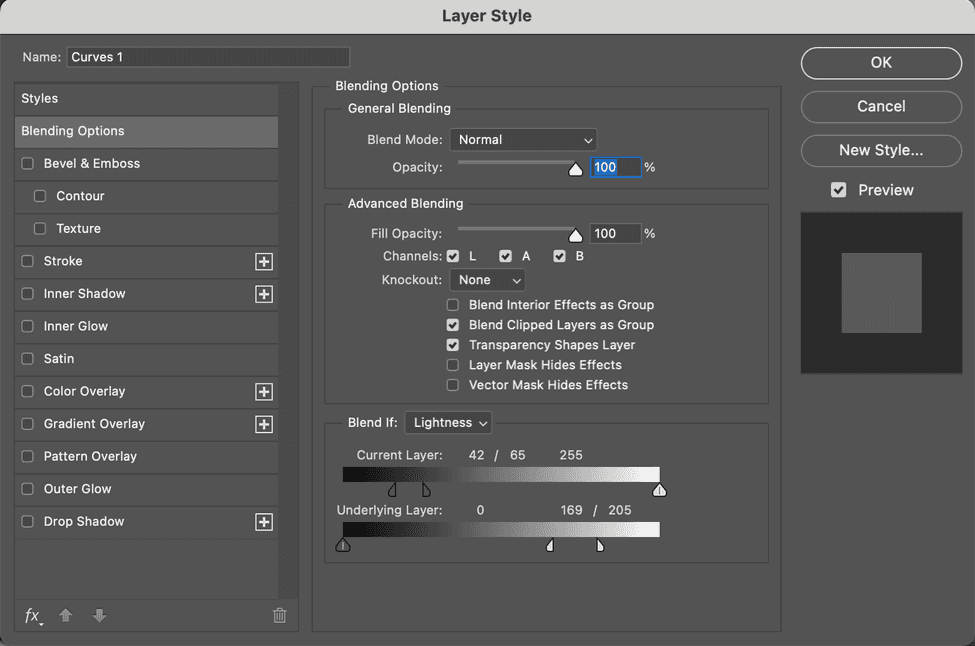 Layer Style
Name: Curves 1
Styles
Blending Options
Bevel & Emboss
Contour
Texture
Stroke
Inner Shadow
Inner Glow
Satin
Color Overlay
Gradient Overlay
Pattern Overlay
Outer Glow
Drop Shadow
fx
Blending Options
General Blending
Blend Mode: Normal
Opacity: 100 %
Advanced Blending
Fill Opacity: 100 %
Channels: L A B
Knockout: None
Blend Interior Effects as Group
Blend Clipped Layers as Group
Transparency Shapes Layer
Layer Mask Hides Effects
Vector Mask Hides Effects
Blend If: Lightness
Current Layer: 42 / 65 255
Underlying Layer: 0 169 / 205
OK
Cancel
New Style...
Preview